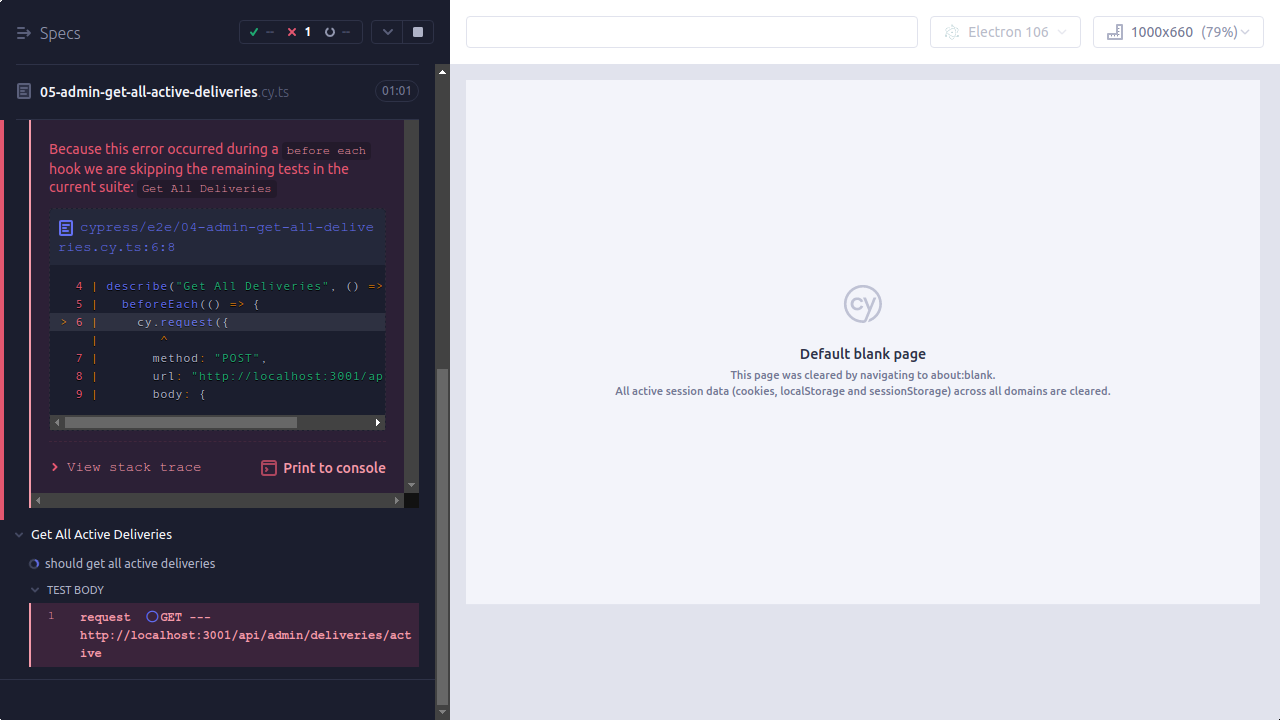 Specs
--
1
--
Electron 106
1000x660 (79%)
05-admin-get-all-active-deliveries.cy.ts
01:01
Because this error occurred during a before each
hook we are skipping the remaining tests in the
current suite: Get All Deliveries
cypress/e2e/04-admin-get-all-delive
ries.cy.ts:6:8
4 | describe("Get All Deliveries", () =>
5 | beforeEach(() => {
> 6 | cy.request({
| ^
7 | method: "POST",
8 | url: "http://localhost:3001/ap
9 | body: {
View stack trace
Print to console
Get All Active Deliveries
should get all active deliveries
TEST BODY
1 request GET ---
http://localhost:3001/api/admin/deliveries/act
ive
cy
Default blank page
This page was cleared by navigating to about:blank.
All active session data (cookies, localStorage and sessionStorage) across all domains are cleared.